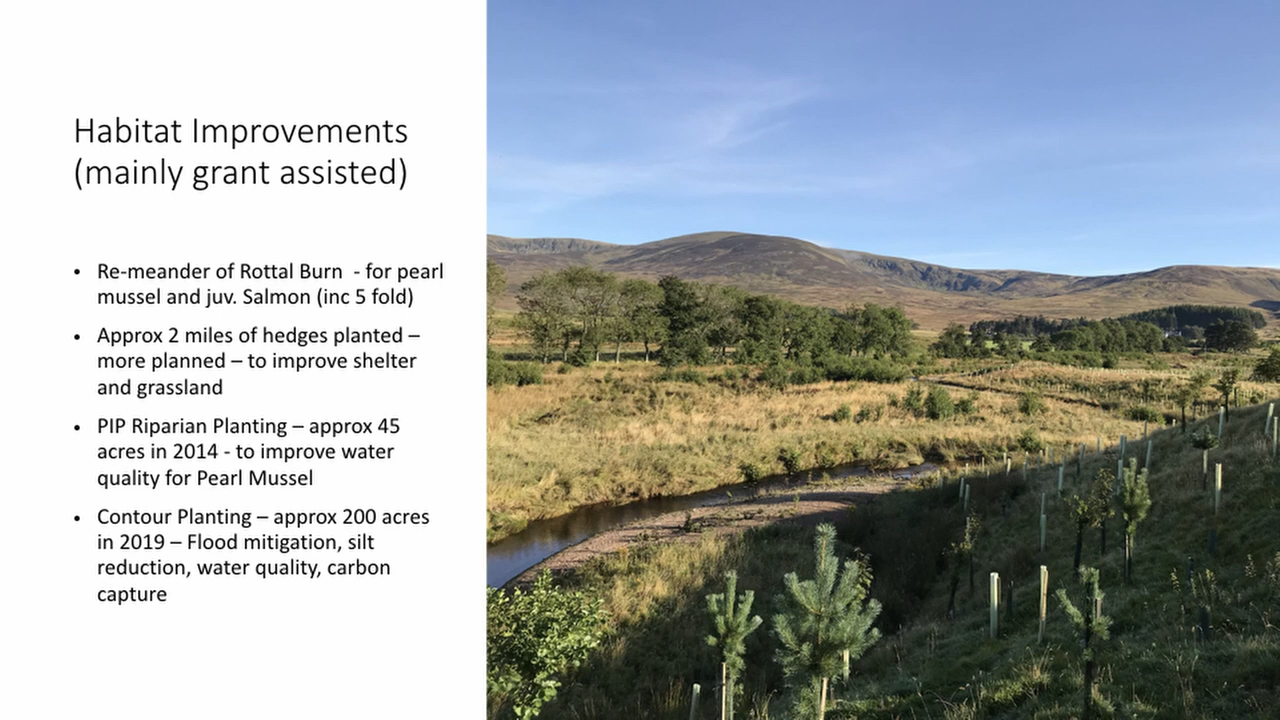 Habitat Improvements
(mainly grant assisted)
• Re-meander of Rottal Burn  - for pearl
mussel and juv. Salmon (inc 5 fold)
• Approx 2 miles of hedges planted –
more planned – to improve shelter
and grassland
• PIP Riparian Planting – approx 45
acres in 2014 - to improve water
quality for Pearl Mussel
• Contour Planting – approx 200 acres
in 2019 – Flood mitigation, silt
reduction, water quality, carbon
capture